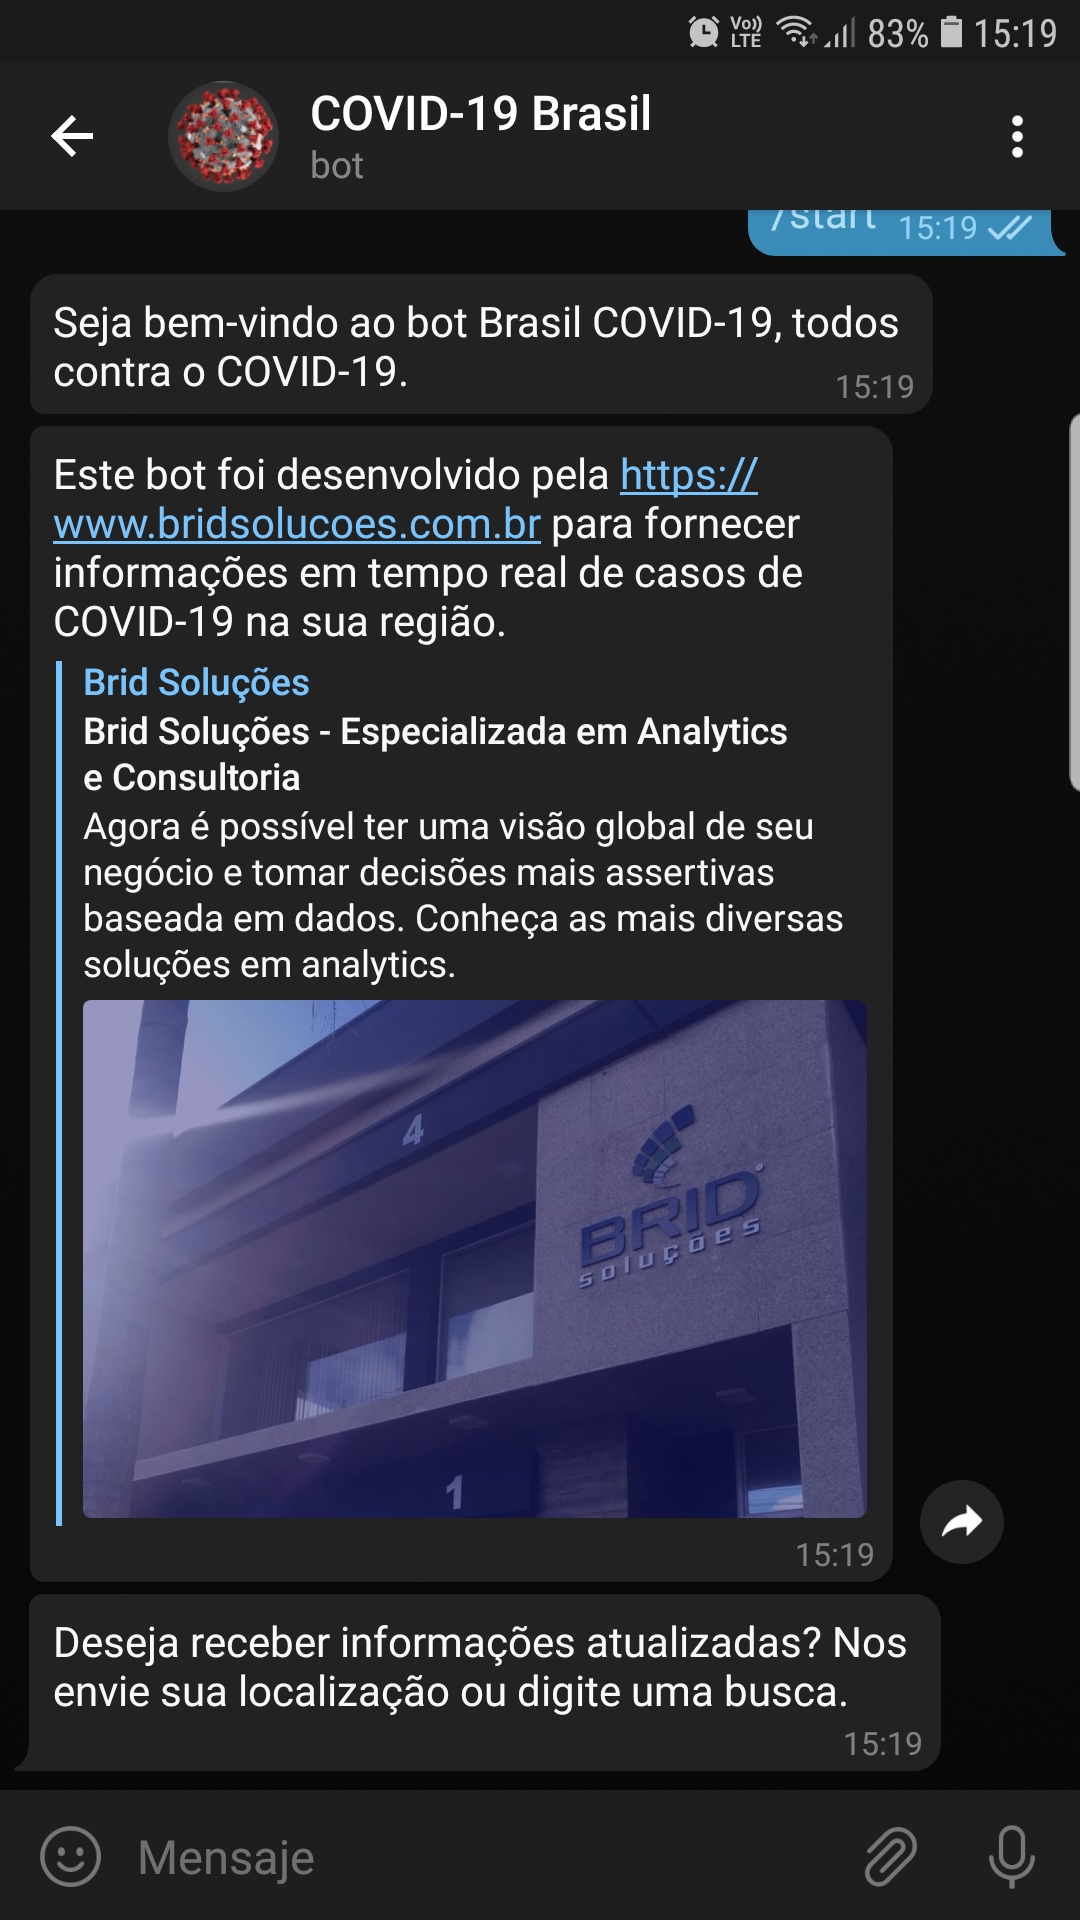 Vo)) LTE 83% 15:19
COVID-19 Brasil
bot
/start 15:19
Seja bem-vindo ao bot Brasil COVID-19, todos
contra o COVID-19.
15:19
Este bot foi desenvolvido pela https://
www.bridsolucoes.com.br para fornecer
informações em tempo real de casos de
COVID-19 na sua região.
Brid Soluções
Brid Soluções - Especializada em Analytics
e Consultoria
Agora é possível ter uma visão global de seu
negócio e tomar decisões mais assertivas
baseada em dados. Conheça as mais diversas
soluções em analytics.
4
BRID
soluções
1
15:19
Deseja receber informações atualizadas? Nos
envie sua localização ou digite uma busca.
15:19
Mensaje